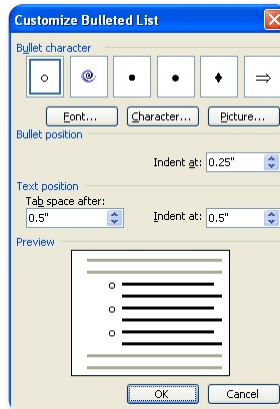 Customize Bulleted List
Bullet character
Font... Character... Picture...
Bullet position
Indent at: 0.25"
Text position
Tab space after:
0.5" Indent at: 0.5"
Preview
OK Cancel